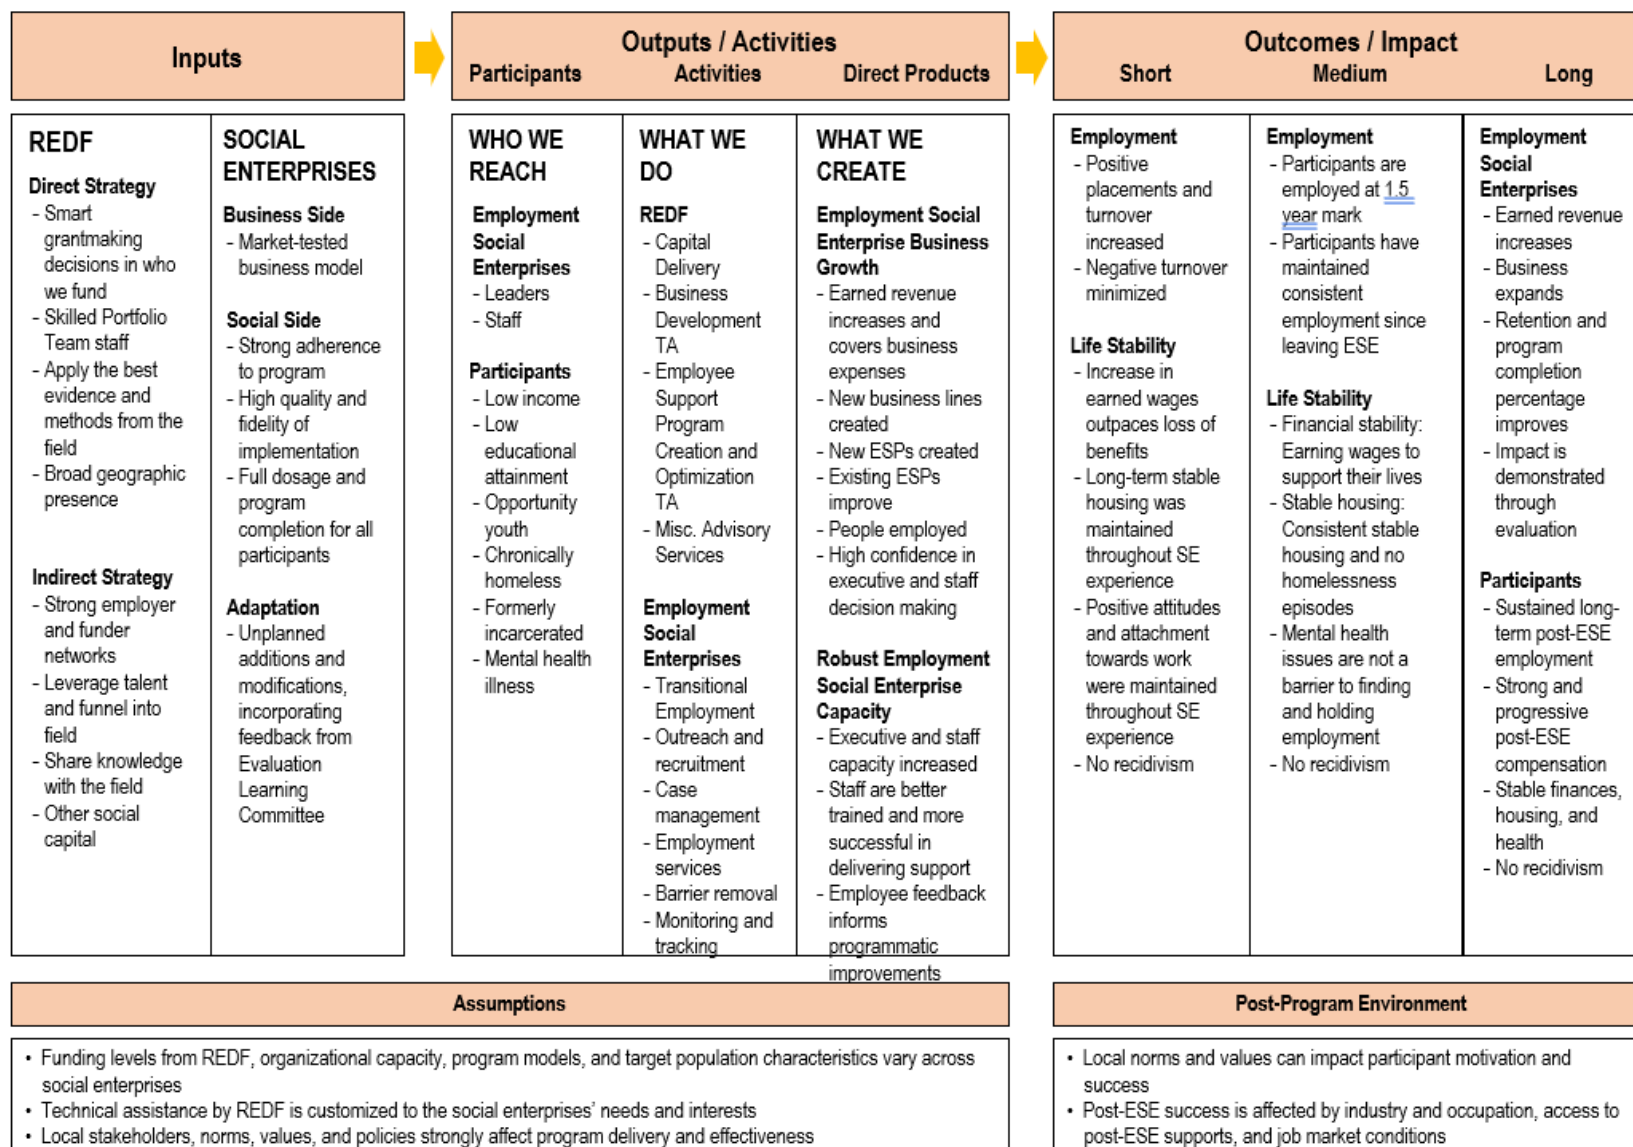 Inputs
Outputs / Activities
Participants
Activities
Direct Products
Outcomes / Impact
Short
Medium
Long
REDF
Direct Strategy
- Smart
grantmaking
decisions in who
we fund
- Skilled Portfolio
Team staff
- Apply the best
evidence and
methods from the
field
- Broad geographic
presence
Indirect Strategy
- Strong employer
and funder
networks
- Leverage talent
and funnel into
field
- Share knowledge
with the field
- Other social
capital
SOCIAL
ENTERPRISES
Business Side
- Market-tested
business model
Social Side
- Strong adherence
to program
- High quality and
fidelity of
implementation
- Full dosage and
program
completion for all
participants
Adaptation
- Unplanned
additions and
modifications,
incorporating
feedback from
Evaluation
Learning
Committee
WHO WE
REACH
Employment
Social
Enterprises
- Leaders
- Staff
Participants
- Low income
- Low
educational
attainment
- Opportunity
youth
- Chronically
homeless
- Formerly
incarcerated
- Mental health
illness
WHAT WE
DO
REDF
- Capital
Delivery
- Business
Development
TA
- Employee
Support
Program
Creation and
Optimization
TA
- Misc. Advisory
Services
Employment
Social
Enterprises
- Transitional
Employment
- Outreach and
recruitment
- Case
management
- Employment
services
- Barrier removal
- Monitoring and
tracking
WHAT WE
CREATE
Employment Social
Enterprise Business
Growth
- Earned revenue
increases and
covers business
expenses
- New business lines
created
- New ESPs created
- Existing ESPs
improve
- People employed
- High confidence in
executive and staff
decision making
Robust Employment
Social Enterprise
Capacity
- Executive and staff
capacity increased
- Staff are better
trained and more
successful in
delivering support
- Employee feedback
informs
programmatic
improvements
Employment
- Positive
placements and
turnover
increased
- Negative turnover
minimized
Life Stability
- Increase in
earned wages
outpaces loss of
benefits
- Long-term stable
housing was
maintained
throughout SE
experience
- Positive attitudes
and attachment
towards work
were maintained
throughout SE
experience
- No recidivism
Employment
- Participants are
employed at 1.5
year mark
- Participants have
maintained
consistent
employment since
leaving ESE
Life Stability
- Financial stability:
Earning wages to
support their lives
- Stable housing:
Consistent stable
housing and no
homelessness
episodes
- Mental health
issues are not a
barrier to finding
and holding
employment
- No recidivism
Employment
Social
Enterprises
- Earned revenue
increases
- Business
expands
- Retention and
program
completion
percentage
improves
- Impact is
demonstrated
through
evaluation
Participants
- Sustained long-
term post-ESE
employment
- Strong and
progressive
post-ESE
compensation
- Stable finances,
housing, and
health
- No recidivism
Assumptions
• Funding levels from REDF, organizational capacity, program models, and target population characteristics vary across
social enterprises
• Technical assistance by REDF is customized to the social enterprises' needs and interests
• Local stakeholders, norms, values, and policies strongly affect program delivery and effectiveness
Post-Program Environment
• Local norms and values can impact participant motivation and
success
• Post-ESE success is affected by industry and occupation, access to
post-ESE supports, and job market conditions